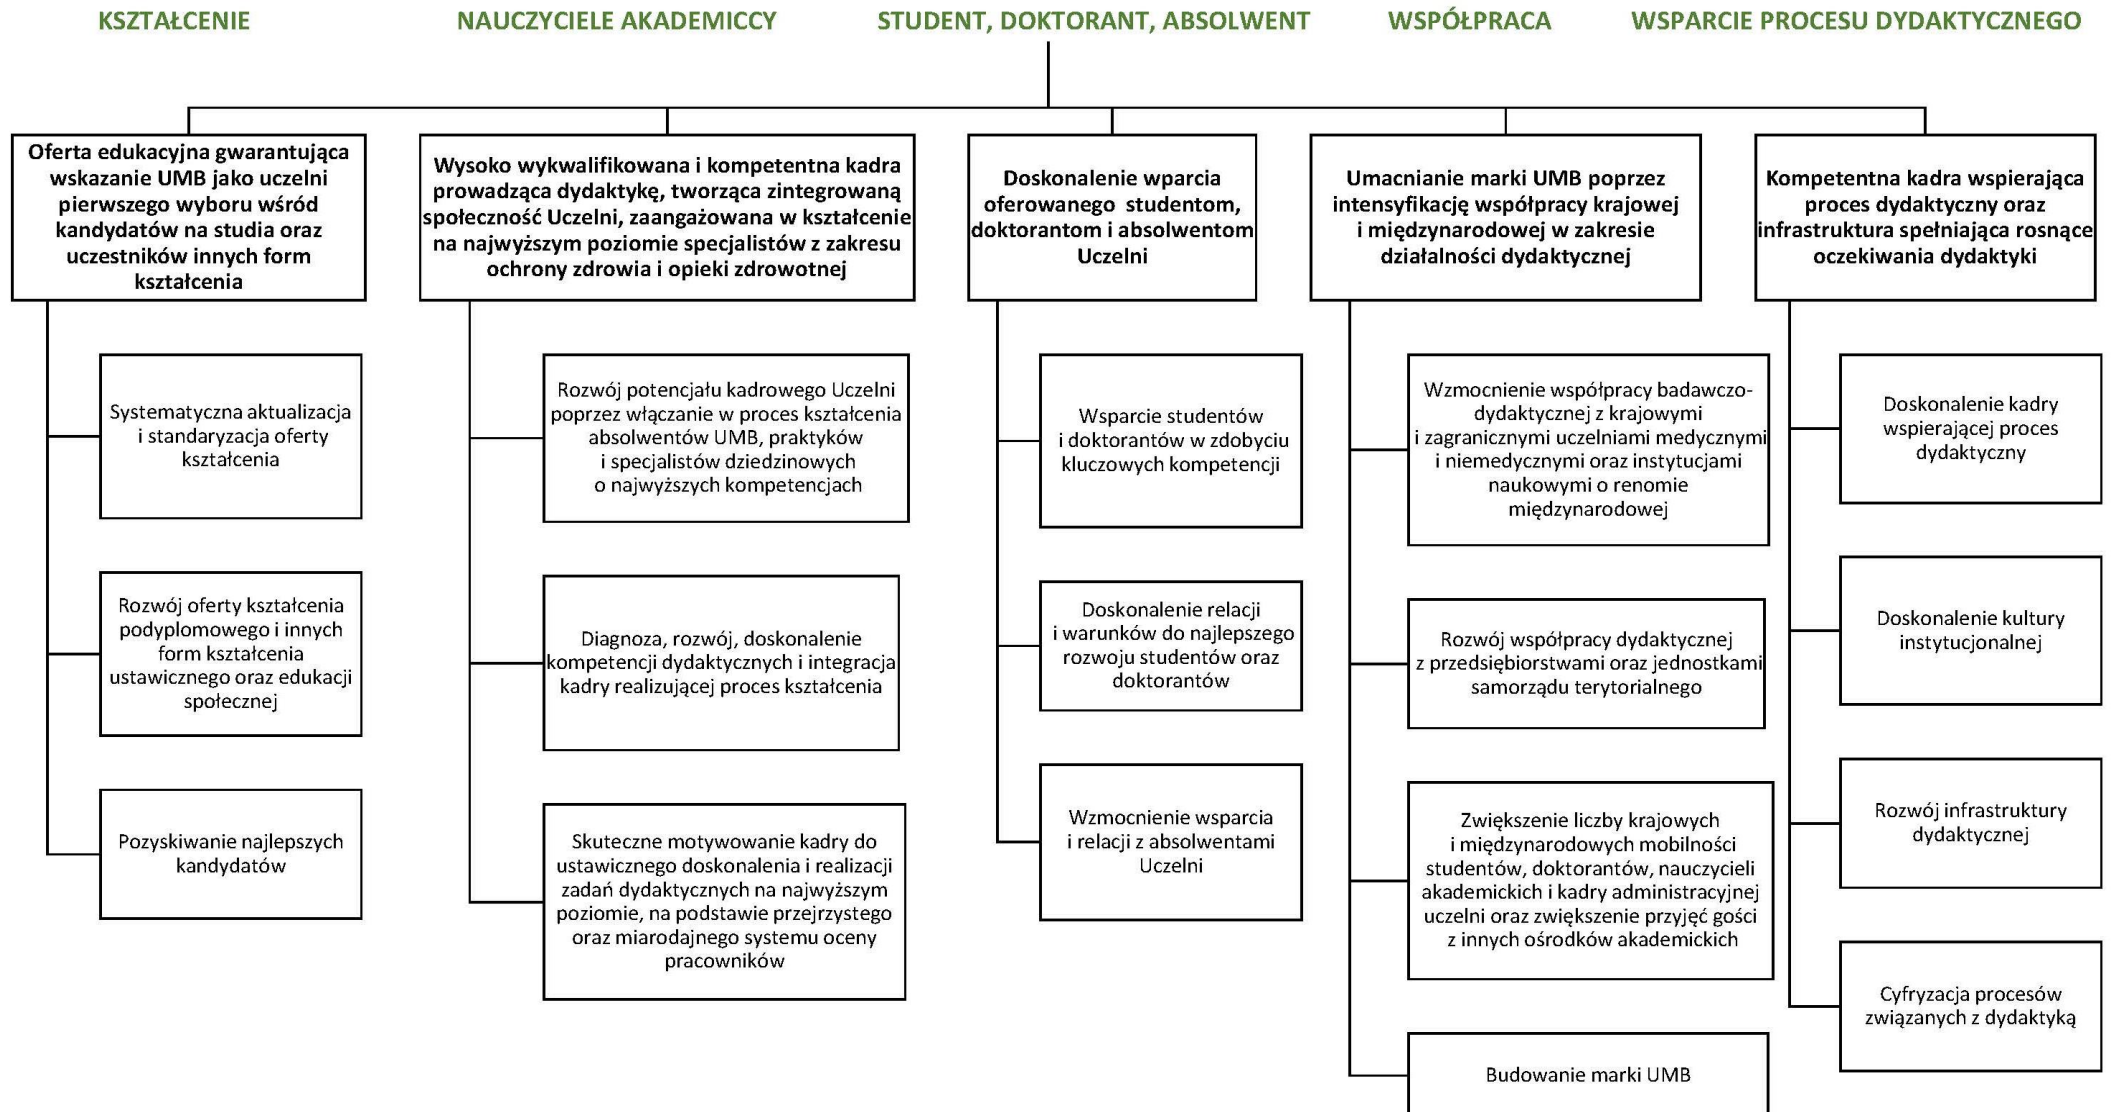 KSZTAŁCENIE
NAUCZYCIELE AKADEMICCY
STUDENT, DOKTORANT, ABSOLWENT
WSPÓŁPRACA
WSPARCIE PROCESU DYDAKTYCZNEGO
Oferta edukacyjna gwarantująca
wskazanie UMB jako uczelni
pierwszego wyboru wśród
kandydatów na studia oraz
uczestników innych form
kształcenia
Systematyczna aktualizacja
i standaryzacja oferty
kształcenia
Rozwój oferty kształcenia
podyplomowego i innych
form kształcenia
ustawicznego oraz edukacji
społecznej
Pozyskiwanie najlepszych
kandydatów
Wysoko wykwalifikowana i kompetentna kadra
prowadząca dydaktykę, tworząca zintegrowaną
społeczność Uczelni, zaangażowana w kształcenie
na najwyższym poziomie specjalistów z zakresu
ochrony zdrowia i opieki zdrowotnej
Rozwój potencjału kadrowego Uczelni
poprzez włączanie w proces kształcenia
absolwentów UMB, praktyków
i specjalistów dziedzinowych
o najwyższych kompetencjach
Diagnoza, rozwój, doskonalenie
kompetencji dydaktycznych i integracja
kadry realizującej proces kształcenia
Skuteczne motywowanie kadry do
ustawicznego doskonalenia i realizacji
zadań dydaktycznych na najwyższym
poziomie, na podstawie przejrzystego
oraz miarodajnego systemu oceny
pracowników
Doskonalenie wparcia
oferowanego studentom,
doktorantom i absolwentom
Uczelni
Wsparcie studentów
i doktorantów w zdobyciu
kluczowych kompetencji
Doskonalenie relacji
i warunków do najlepszego
rozwoju studentów oraz
doktorantów
Wzmocnienie wsparcia
i relacji z absolwentami
Uczelni
Umacnianie marki UMB poprzez
intensyfikację współpracy krajowej
i międzynarodowej w zakresie
działalności dydaktycznej
Wzmocnienie współpracy badawczo-
dydaktycznej z krajowymi
i zagranicznymi uczelniami medycznymi
i niemedycznymi oraz instytucjami
naukowymi o renomie
międzynarodowej
Rozwój współpracy dydaktycznej
z przedsiębiorstwami oraz jednostkami
samorządu terytorialnego
Zwiększenie liczby krajowych
i międzynarodowych mobilności
studentów, doktorantów, nauczycieli
akademickich i kadry administracyjnej
uczelni oraz zwiększenie przyjęć gości
z innych ośrodków akademickich
Budowanie marki UMB
Kompetentna kadra wspierająca
proces dydaktyczny oraz
infrastruktura spełniająca rosnące
oczekiwania dydaktyki
Doskonalenie kadry
wspierającej proces
dydaktyczny
Doskonalenie kultury
instytucjonalnej
Rozwój infrastruktury
dydaktycznej
Cyfryzacja procesów
związanych z dydaktyką